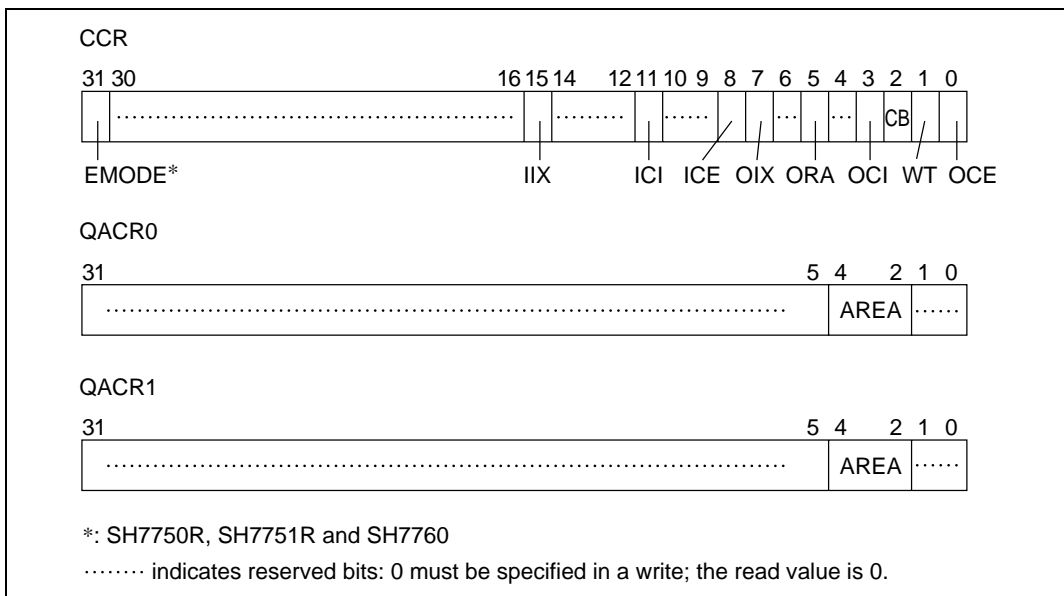 CCR
31 30 16 15 14 12 11 10 9 8 7 6 5 4 3 2 1 0
CB
EMODE* IIX ICI ICE OIX ORA OCI WT OCE
QACR0
31 5 4 2 1 0
AREA
QACR1
31 5 4 2 1 0
AREA
*: SH7750R, SH7751R and SH7760
········ indicates reserved bits: 0 must be specified in a write; the read value is 0.